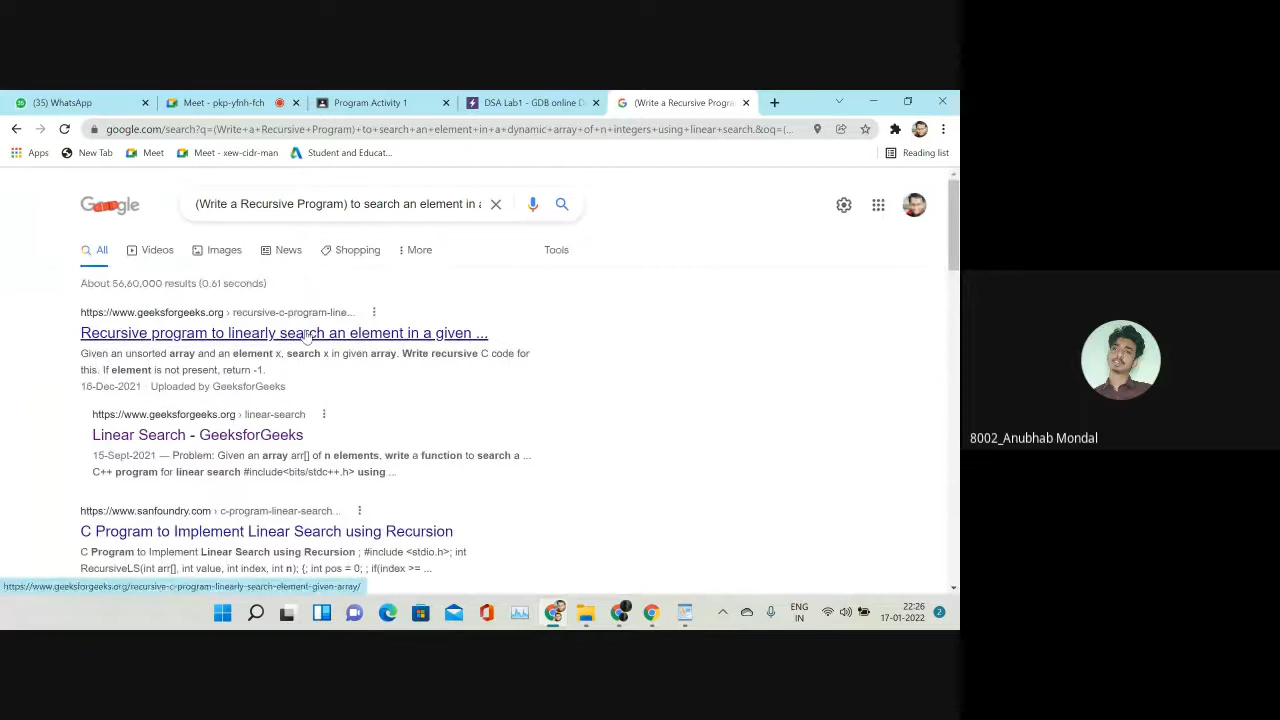 (35) WhatsApp
Meet - pkp-yfnh-fch
Program Activity 1
DSA Lab1 - GDB online D
(Write a Recursive Progra
google.com/search?q=(Write+a+Recursive+Program)+to+search+an+element+in+a+dynamic+array+of+n+integers+using+linear+search.&oq=(...
Apps
New Tab
Meet
Meet - xew-cidr-man
Student and Educat...
Reading list
Google
(Write a Recursive Program) to search an element in a
All
Videos
Images
News
Shopping
More
Tools
About 56,60,000 results (0.61 seconds)
https://www.geeksforgeeks.org › recursive-c-program-line...
Recursive program to linearly search an element in a given ...
Given an unsorted array and an element x, search x in given array. Write recursive C code for
this. If element is not present, return -1.
16-Dec-2021 · Uploaded by GeeksforGeeks
https://www.geeksforgeeks.org › linear-search
Linear Search - GeeksforGeeks
15-Sept-2021 — Problem: Given an array arr[] of n elements, write a function to search a ...
C++ program for linear search #include<bits/stdc++.h> using ...
https://www.sanfoundry.com › c-program-linear-search...
C Program to Implement Linear Search using Recursion
C Program to Implement Linear Search using Recursion ; #include <stdio.h>; int
RecursiveLS(int arr[], int value, int index, int n); {; int pos = 0; ; if(index >= ...
https://www.geeksforgeeks.org/recursive-c-program-linearly-search-element-given-array/
ENG
IN
22:26
17-01-2022
2
8002_Anubhab Mondal